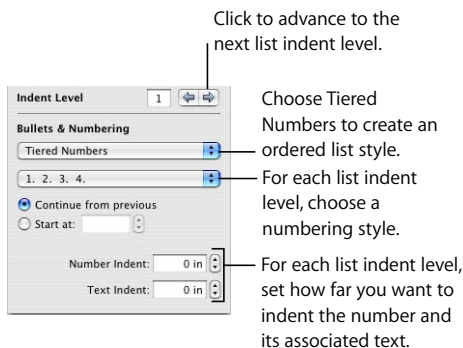 Click to advance to the
next list indent level.
Indent Level 1
Bullets & Numbering
Tiered Numbers
1. 2. 3. 4.
Continue from previous
Start at:
Number Indent: 0 in
Text Indent: 0 in
Choose Tiered
Numbers to create an
ordered list style.
For each list indent
level, choose a
numbering style.
For each list indent level,
set how far you want to
indent the number and
its associated text.